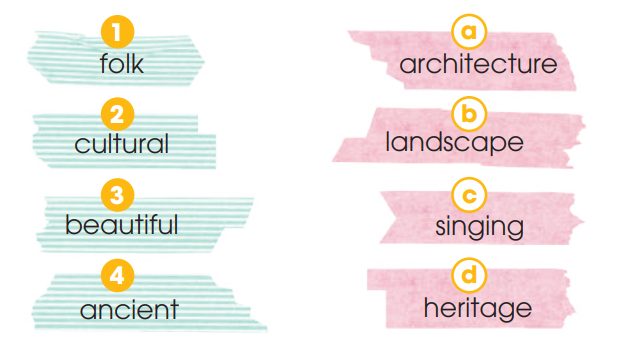 1
folk
2
cultural
3
beautiful
4
ancient
a
architecture
b
landscape
c
singing
d
heritage